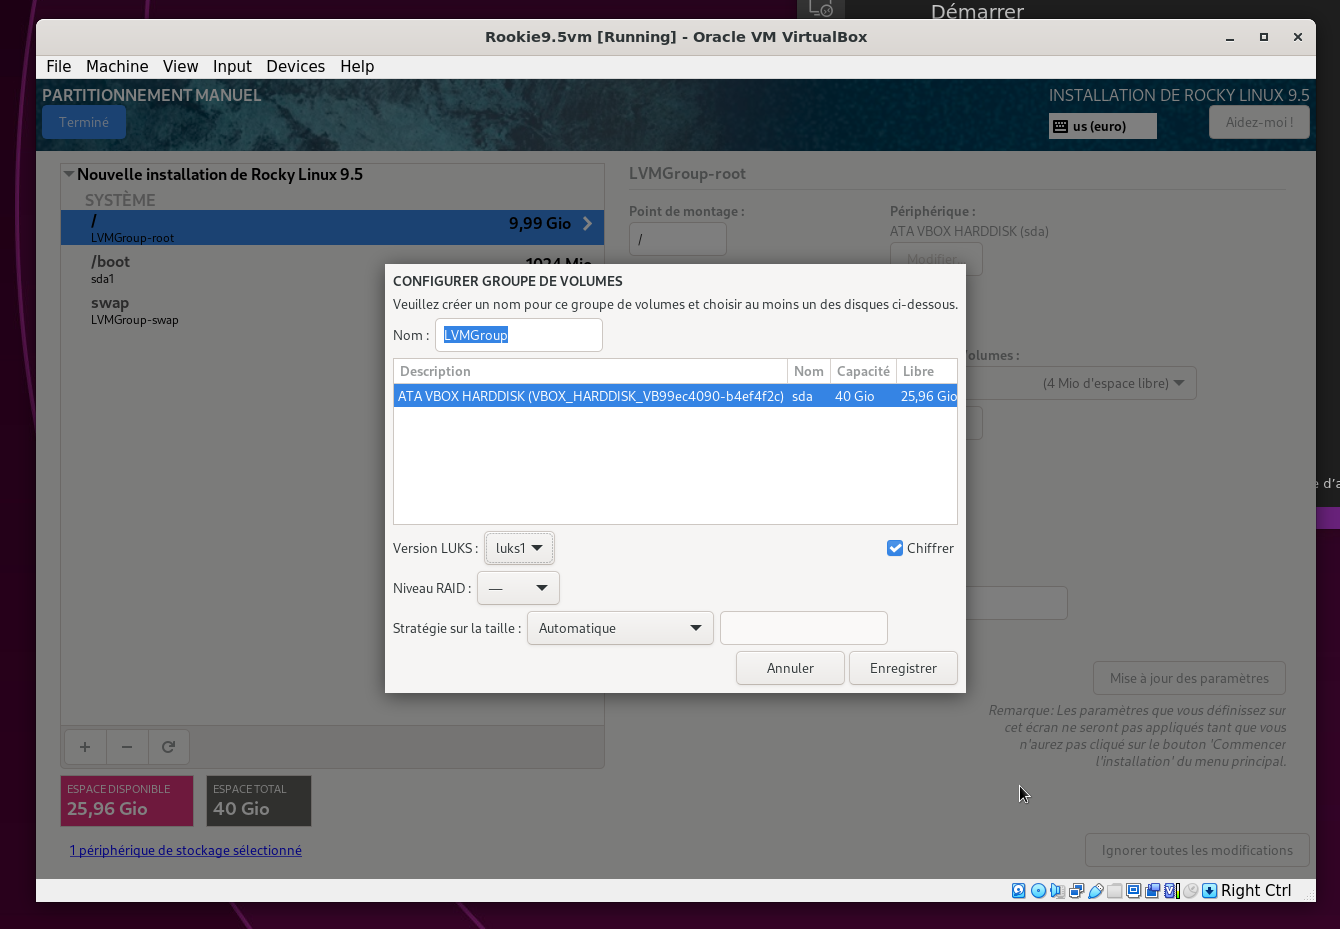 Démarrer
Rookie9.5vm [Running] - Oracle VM VirtualBox
File Machine View Input Devices Help
PARTITIONNEMENT MANUEL
INSTALLATION DE ROCKY LINUX 9.5
Terminé
us (euro)
Aidez-moi !
Nouvelle installation de Rocky Linux 9.5
SYSTÈME
/
9,99 Gio
LVMGroup-root
/boot
1024 Mio
sda1
swap
LVMGroup-swap
LVMGroup-root
Point de montage :
Périphérique :
/
ATA VBOX HARDDISK (sda)
Modifier
CONFIGURER GROUPE DE VOLUMES
Veuillez créer un nom pour ce groupe de volumes et choisir au moins un des disques ci-dessous.
Nom : LVMGroup
Description Nom Capacité Libre
ATA VBOX HARDDISK (VBOX_HARDDISK_VB99ec4090-b4ef4f2c) sda 40 Gio 25,96 Gio
olumes :
(4 Mio d'espace libre)
Version LUKS : luks1
Chiffrer
Niveau RAID : —
Stratégie sur la taille : Automatique
Annuler Enregistrer
e d'a
Mise à jour des paramètres
Remarque : Les paramètres que vous définissez sur
cet écran ne seront pas appliqués tant que vous
n'aurez pas cliqué sur le bouton 'Commencer
l'installation' du menu principal.
+ −
ESPACE DISPONIBLE
25,96 Gio
ESPACE TOTAL
40 Gio
1 périphérique de stockage sélectionné
Ignorer toutes les modifications
Right Ctrl